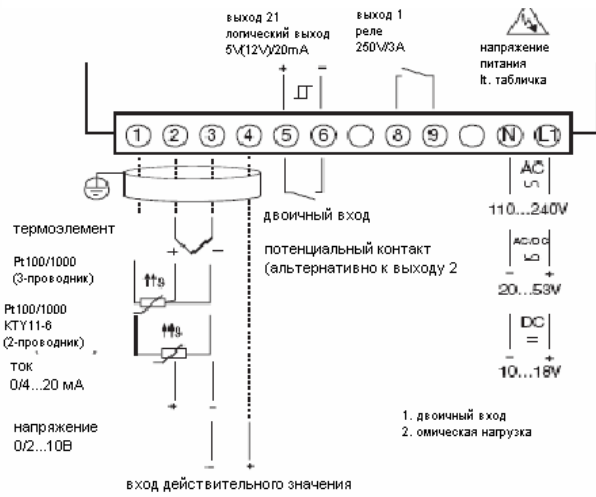 выход 21
логический выход
5V(12V)/20mA
+ −
выход 1
реле
250V/3A
напряжение
питания
lt. табличка
1 2 3 4 5 6 8 9 N L1
двоичный вход
потенциальный контакт
(альтернативно к выходу 2
термоэлемент
+ −
Pt100/1000
(3-проводник)
Pt100/1000
KTY11-6
(2-проводник)
ток
0/4...20 мА
+ −
напряжение
0/2...10В
− +
вход действительного значения
AC
110...240V
AC/DC
− +
20...53V
DC
=
− +
10...18V
1. двоичный вход
2. омическая нагрузка